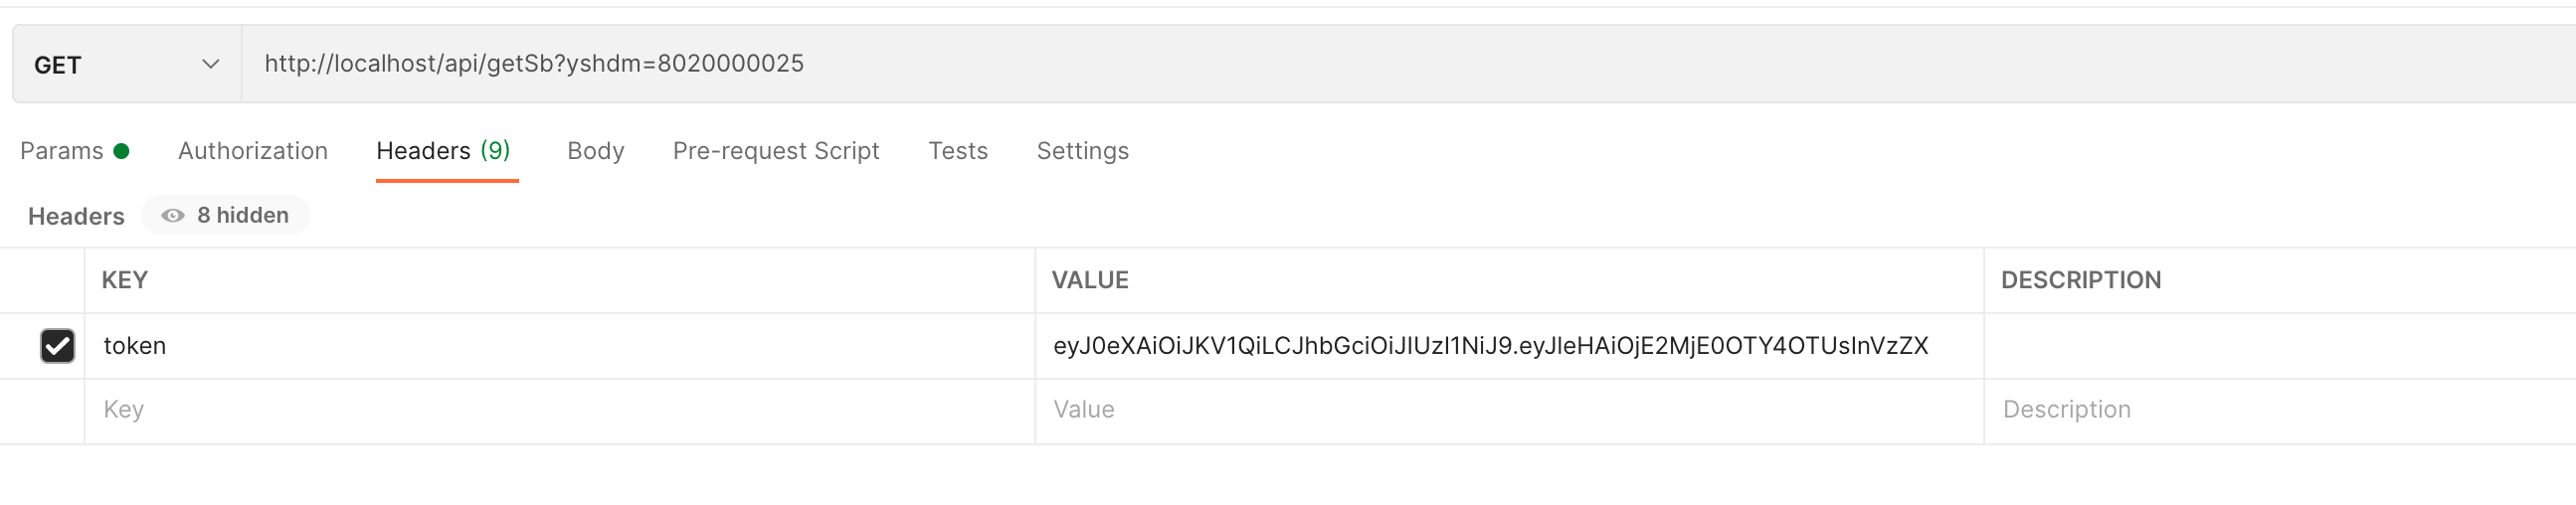 GET http://localhost/api/getSb?yshdm=8020000025
Params Authorization Headers (9) Body Pre-request Script Tests Settings
Headers 8 hidden
KEY VALUE DESCRIPTION
token eyJ0eXAiOiJKV1QiLCJhbGciOiJIUzI1NiJ9.eyJleHAiOjE2MjE0OTY4OTUsInVzZX
Key Value Description